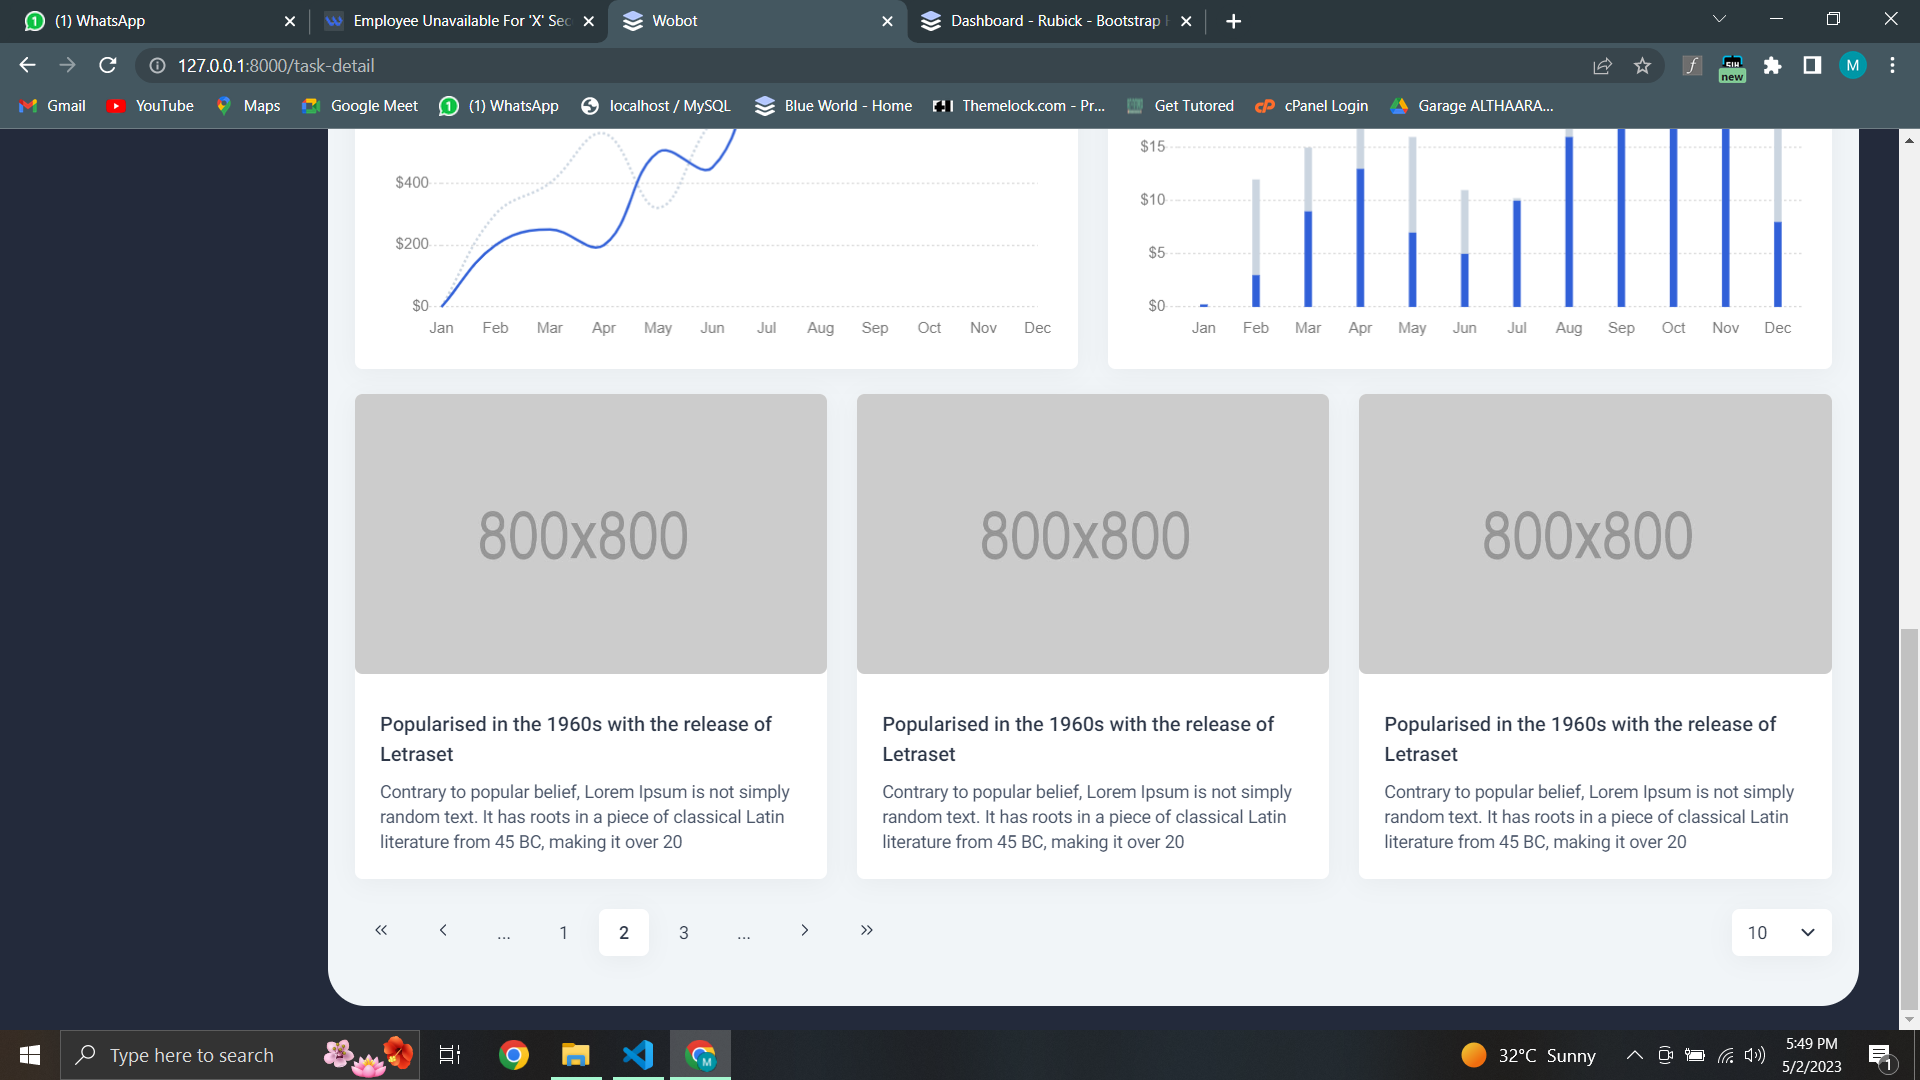 (1) WhatsApp
Employee Unavailable For 'X' Sec
Wobot
Dashboard - Rubick - Bootstrap
127.0.0.1:8000/task-detail
new
M
Gmail
YouTube
Maps
Google Meet
(1) WhatsApp
localhost / MySQL
Blue World - Home
Themelock.com - Pr...
Get Tutored
cPanel Login
Garage ALTHAARA...
$400
$200
$0
Jan Feb Mar Apr May Jun Jul Aug Sep Oct Nov Dec
$15
$10
$5
$0
Jan Feb Mar Apr May Jun Jul Aug Sep Oct Nov Dec
800x800
Popularised in the 1960s with the release of
Letraset
Contrary to popular belief, Lorem Ipsum is not simply
random text. It has roots in a piece of classical Latin
literature from 45 BC, making it over 20
800x800
Popularised in the 1960s with the release of
Letraset
Contrary to popular belief, Lorem Ipsum is not simply
random text. It has roots in a piece of classical Latin
literature from 45 BC, making it over 20
800x800
Popularised in the 1960s with the release of
Letraset
Contrary to popular belief, Lorem Ipsum is not simply
random text. It has roots in a piece of classical Latin
literature from 45 BC, making it over 20
... 1 2 3 ...
10
Type here to search
32°C Sunny
5:49 PM
5/2/2023
1